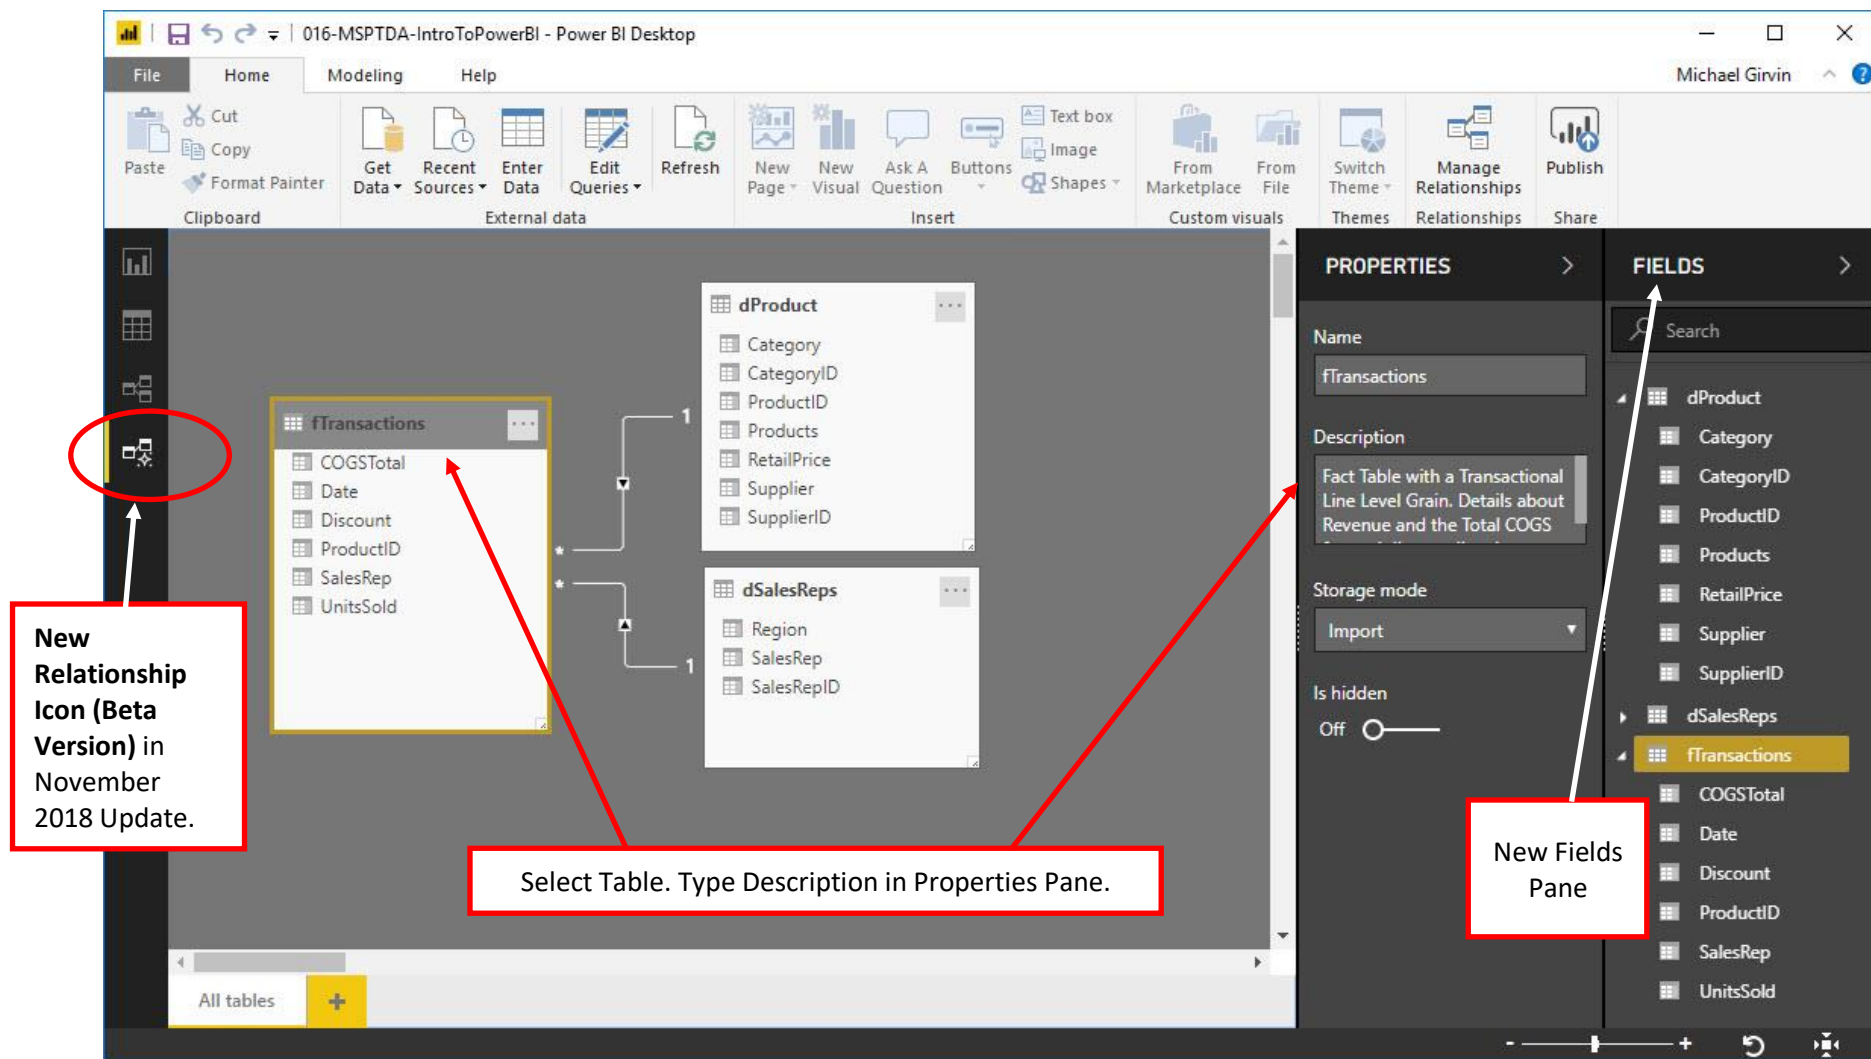 016-MSPTDA-IntroToPowerBI - Power BI Desktop
File Home Modeling Help Michael Girvin ?
Paste
Cut
Copy
Format Painter
Clipboard
Get Data
Recent Sources
Enter Data
Edit Queries
Refresh
External data
New Page
New Visual
Ask A Question
Buttons
Text box
Image
Shapes
Insert
From Marketplace
From File
Custom visuals
Switch Theme
Themes
Manage Relationships
Relationships
Publish
Share
fTransactions
COGSTotal
Date
Discount
ProductID
SalesRep
UnitsSold
* 1
* 1
dProduct
Category
CategoryID
ProductID
Products
RetailPrice
Supplier
SupplierID
dSalesReps
Region
SalesRep
SalesRepID
PROPERTIES
Name
fTransactions
Description
Fact Table with a Transactional
Line Level Grain. Details about
Revenue and the Total COGS
Storage mode
Import
Is hidden
Off
FIELDS
Search
dProduct
Category
CategoryID
ProductID
Products
RetailPrice
Supplier
SupplierID
dSalesReps
fTransactions
COGSTotal
Date
Discount
ProductID
SalesRep
UnitsSold
New
Relationship
Icon (Beta
Version) in
November
2018 Update.
Select Table. Type Description in Properties Pane.
New Fields
Pane
All tables +
- +